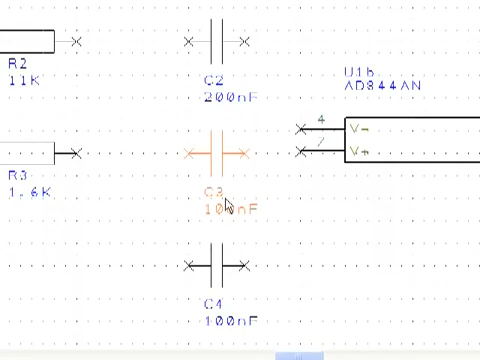 R2
11K
C2
200nF
U1b
AD844AN
4
V-
7
V+
R3
1.6K
C3
100nF
C4
100nF